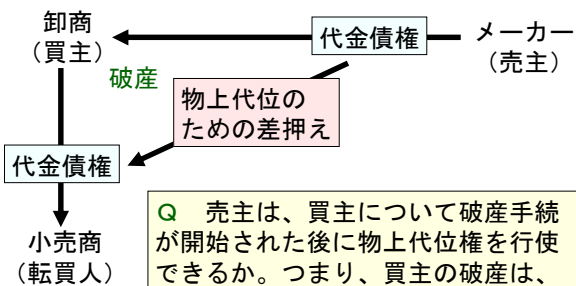 卸商
（買主）
代金債権
メーカー
（売主）
破産
物上代位の
ための差押え
代金債権
小売商
（転買人）
Ｑ　売主は、買主について破産手続
が開始された後に物上代位権を行使
できるか。つまり、買主の破産は、